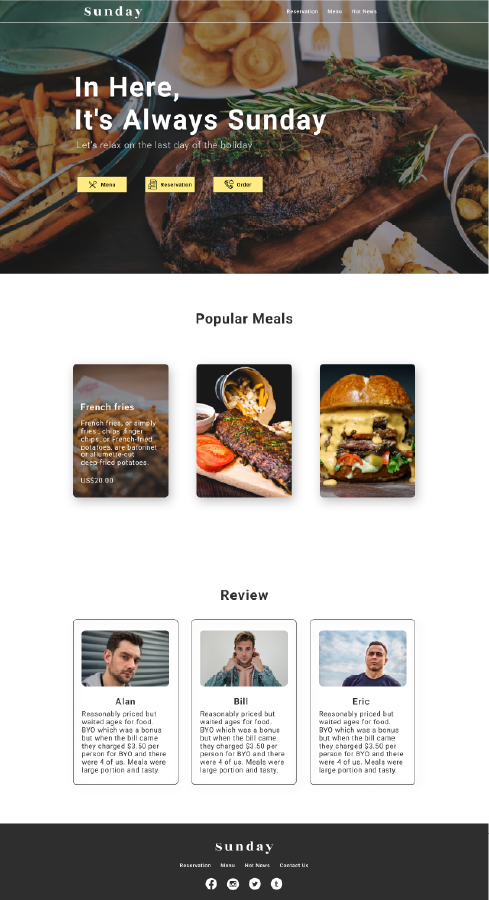 Sunday
Reservation Menu Hot News
In Here,
It's Always Sunday
Let's relax on the last day of the holiday
Menu Reservation Order
Popular Meals
French fries
French fries, or simply
fries, chips, finger
chips, or French-fried
potatoes, are batonnet
or allumette-cut
deep-fried potatoes.
US$20.00
Review
Alan
Reasonably priced but
waited ages for food.
BYO which was a bonus
but when the bill came
they charged $3.50 per
person for BYO and there
were 4 of us. Meals were
large portion and tasty.
Bill
Reasonably priced but
waited ages for food.
BYO which was a bonus
but when the bill came
they charged $3.50 per
person for BYO and there
were 4 of us. Meals were
large portion and tasty.
Eric
Reasonably priced but
waited ages for food.
BYO which was a bonus
but when the bill came
they charged $3.50 per
person for BYO and there
were 4 of us. Meals were
large portion and tasty.
Sunday
Reservation Menu Hot News Contact Us